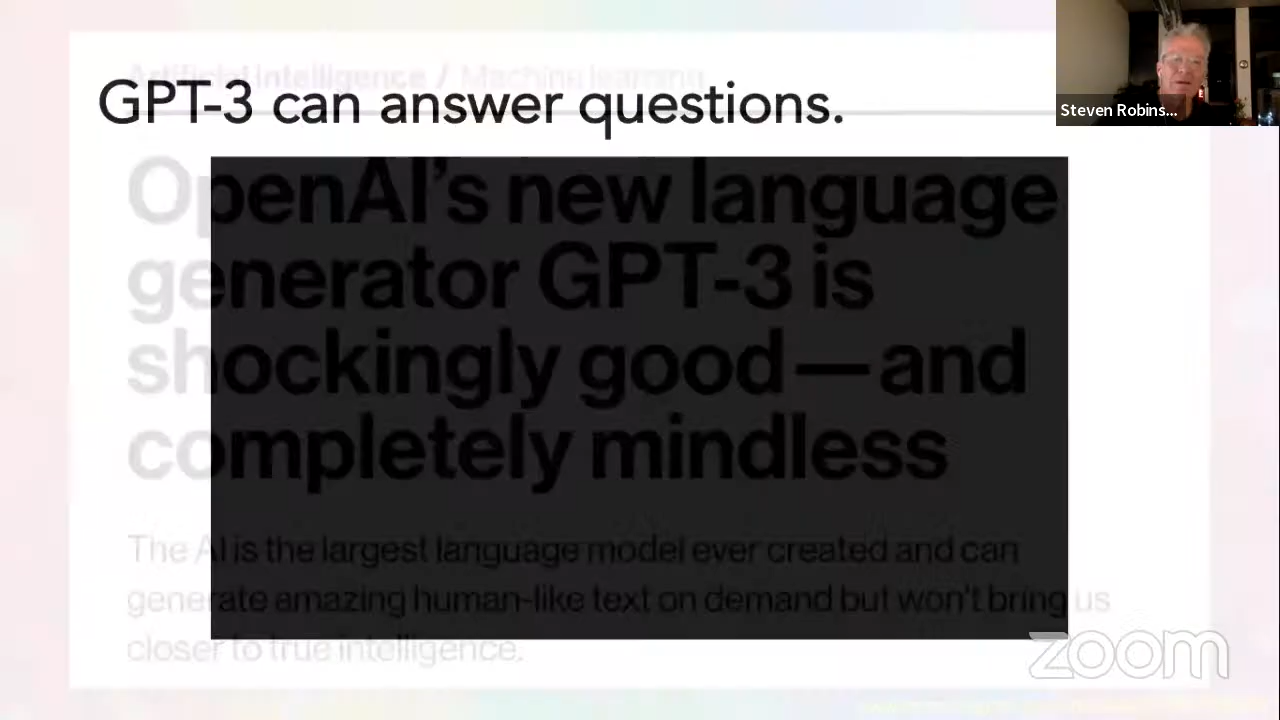 Artificial intelligence / Machine learning
GPT-3 can answer questions.
Steven Robins...
OpenAI's new language
generator GPT-3 is
shockingly good—and
completely mindless
The AI is the largest language model ever created and can
generate amazing human-like text on demand but won't bring us
closer to true intelligence.
zoom